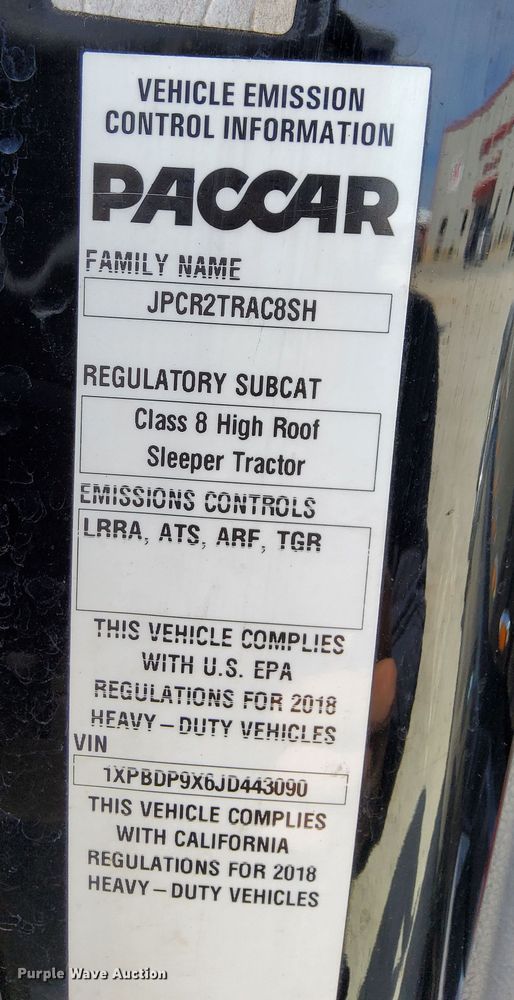 VEHICLE EMISSION
CONTROL INFORMATION
PACCAR
FAMILY NAME
JPCR2TRAC8SH
REGULATORY SUBCAT
Class 8 High Roof
Sleeper Tractor
EMISSIONS CONTROLS
LRRA, ATS, ARF, TGR
THIS VEHICLE COMPLIES
WITH U.S. EPA
REGULATIONS FOR 2018
HEAVY-DUTY VEHICLES
VIN
1XPBDP9X6JD443090
THIS VEHICLE COMPLIES
WITH CALIFORNIA
REGULATIONS FOR 2018
HEAVY-DUTY VEHICLES
Purple Wave Auction